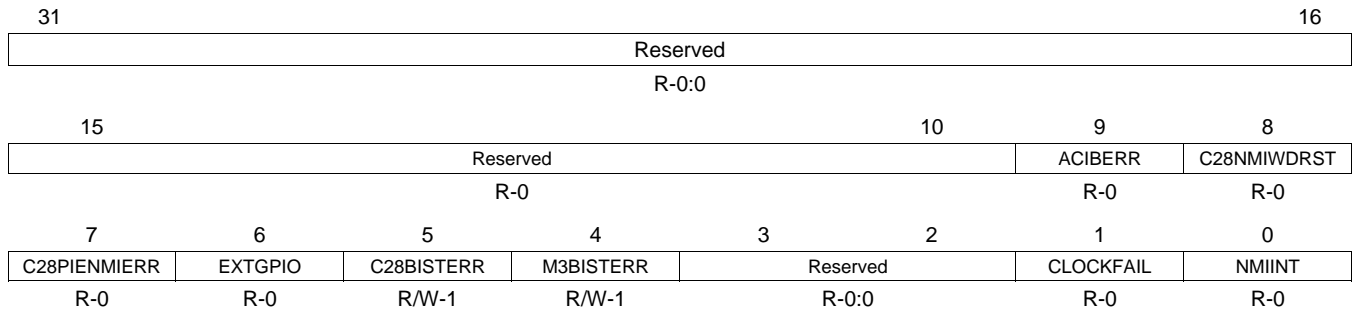 31 16
Reserved
R-0:0
15 10 9 8
Reserved ACIBERR C28NMIWDRST
R-0 R-0 R-0
7 6 5 4 3 2 1 0
C28PIENMIERR EXTGPIO C28BISTERR M3BISTERR Reserved CLOCKFAIL NMIINT
R-0 R-0 R/W-1 R/W-1 R-0:0 R-0 R-0